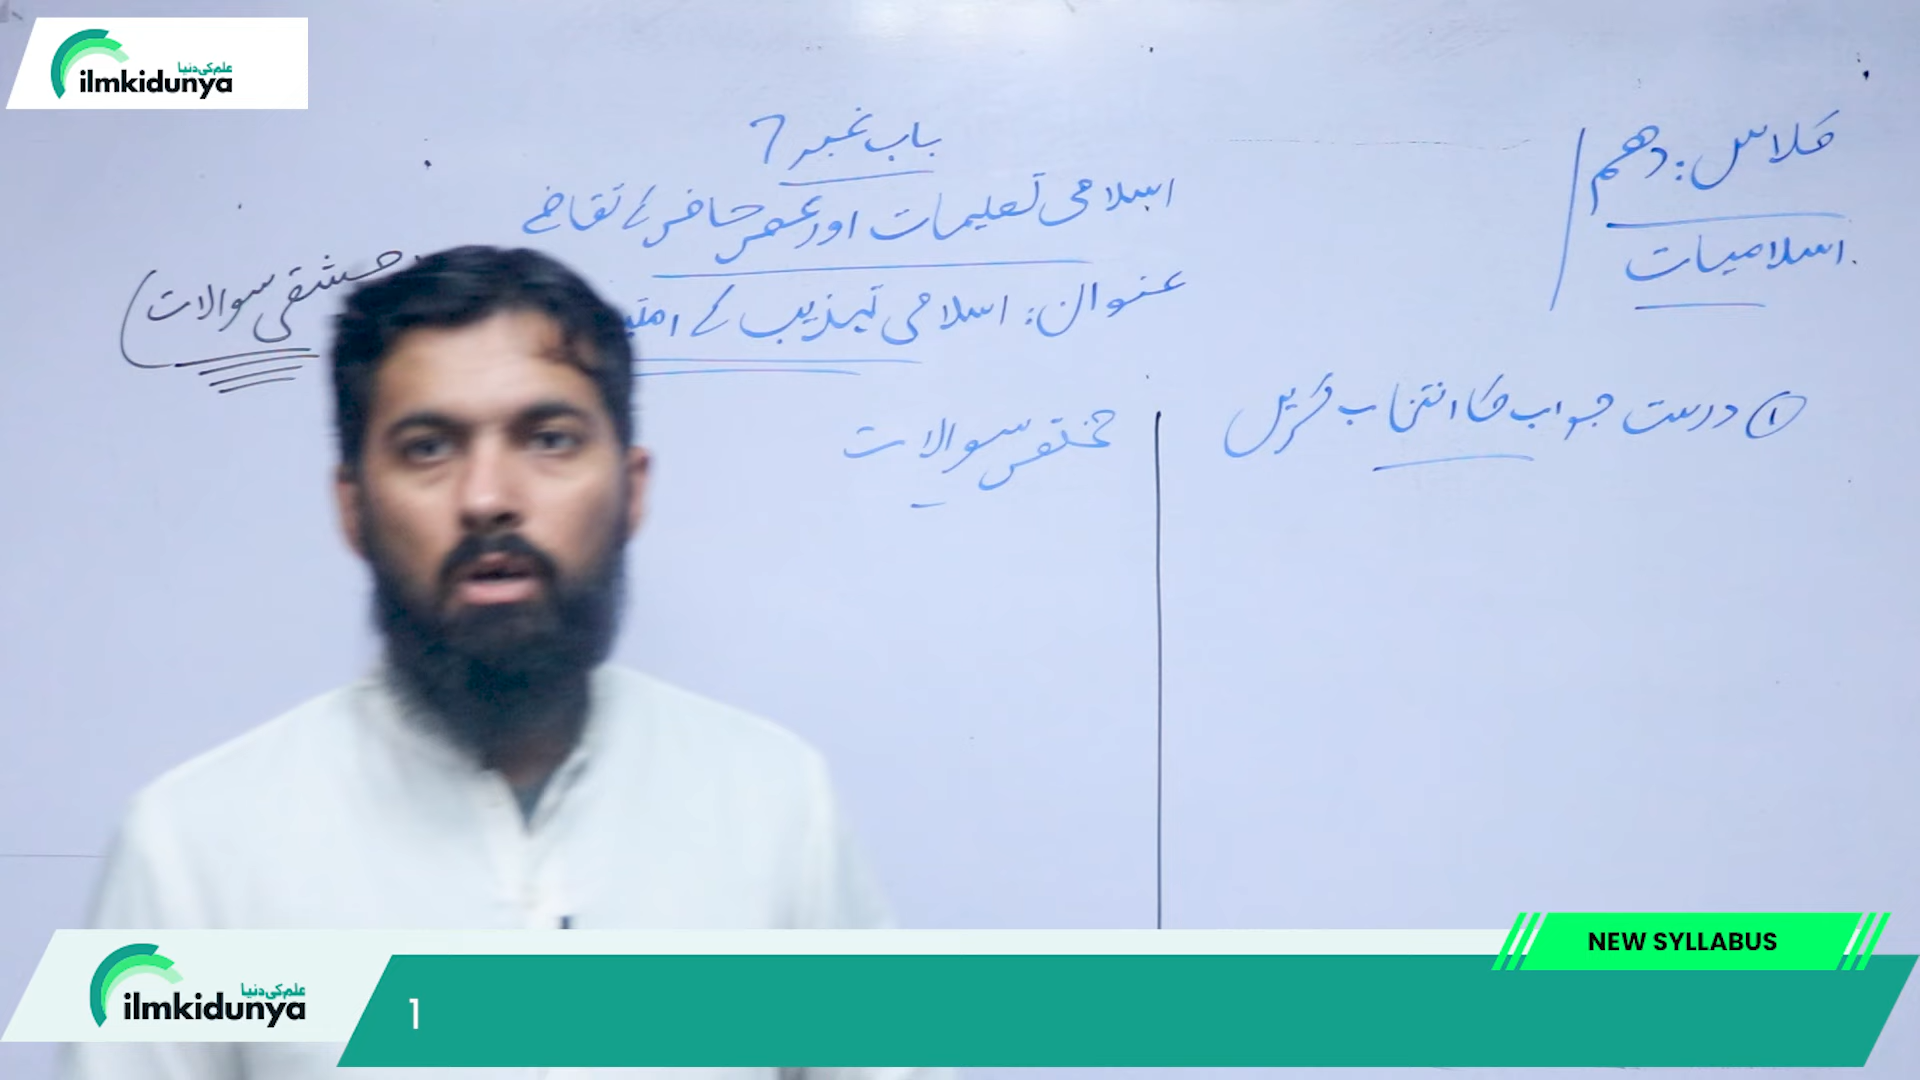 علم کی دنیا
ilmkidunya
کلاس: دھم
اسلامیات
باب نمبر 7
اسلامی تعلیمات اور عصر حاضر کے تقاضے
عنوان: اسلامی تہذیب کے
مشقی سوالات
① درست جواب کا انتخاب کریں
مختصر سوالات
NEW SYLLABUS
علم کی دنیا
ilmkidunya
1